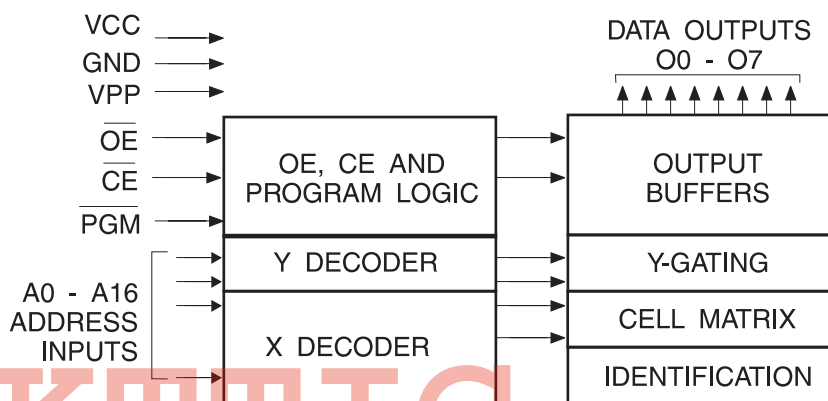 VCC
GND
VPP
OE
CE
PGM
A0 - A16
ADDRESS
INPUTS
OE, CE AND
PROGRAM LOGIC
Y DECODER
X DECODER
DATA OUTPUTS
O0 - O7
OUTPUT
BUFFERS
Y-GATING
CELL MATRIX
IDENTIFICATION